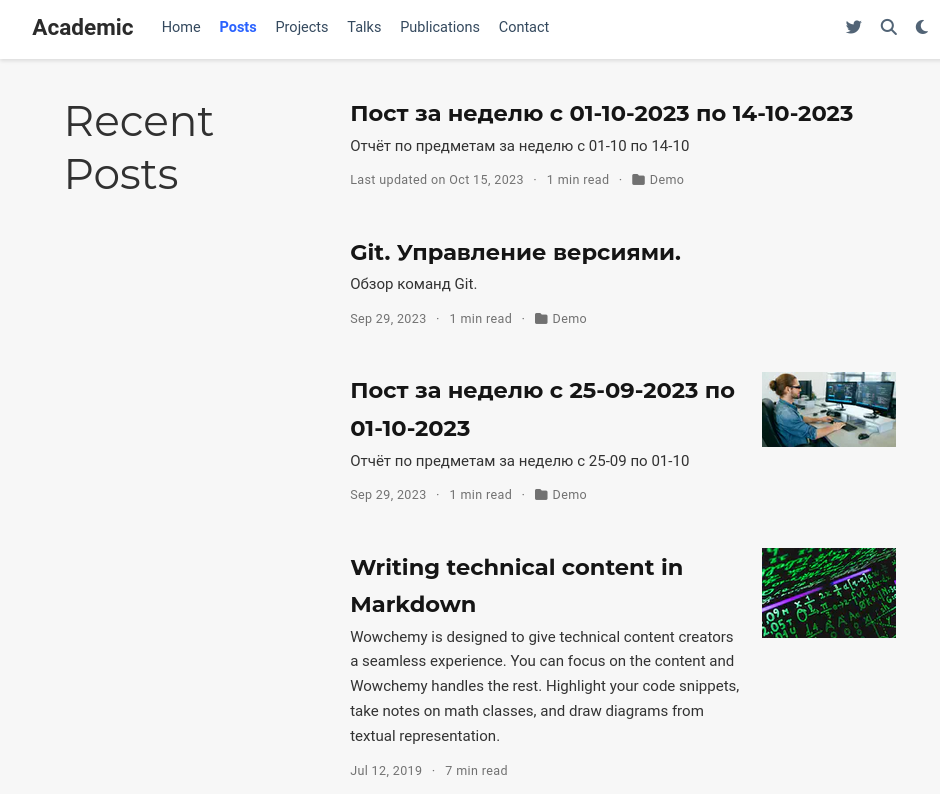 Academic Home Posts Projects Talks Publications Contact
Recent
Posts
Пост за неделю с 01-10-2023 по 14-10-2023
Отчёт по предметам за неделю с 01-10 по 14-10
Last updated on Oct 15, 2023 · 1 min read · Demo
Git. Управление версиями.
Обзор команд Git.
Sep 29, 2023 · 1 min read · Demo
Пост за неделю с 25-09-2023 по
01-10-2023
Отчёт по предметам за неделю с 25-09 по 01-10
Sep 29, 2023 · 1 min read · Demo
Writing technical content in
Markdown
Wowchemy is designed to give technical content creators
a seamless experience. You can focus on the content and
Wowchemy handles the rest. Highlight your code snippets,
take notes on math classes, and draw diagrams from
textual representation.
Jul 12, 2019 · 7 min read